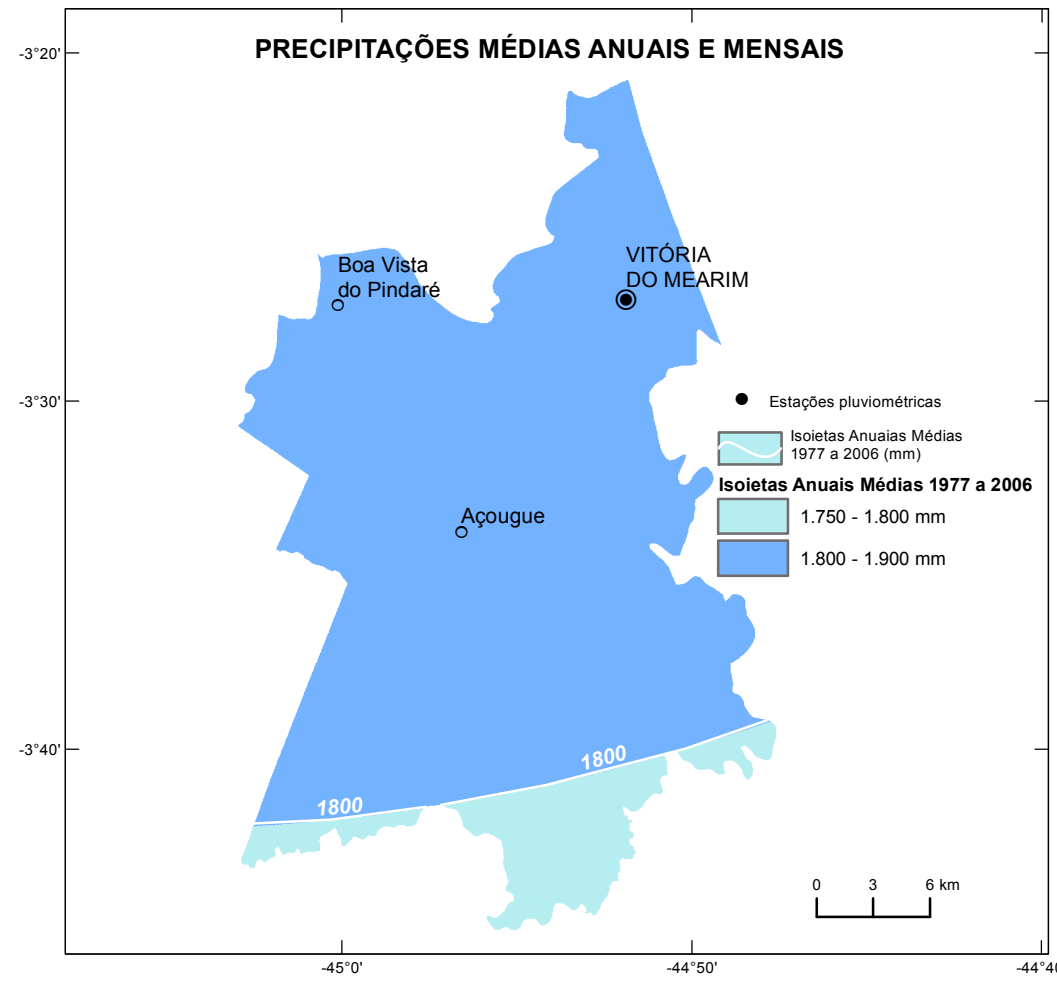 PRECIPITAÇÕES MÉDIAS ANUAIS E MENSAIS
-3°20'
-3°30'
-3°40'
Boa Vista
do Pindaré
VITÓRIA
DO MEARIM
Açougue
1800
1800
Estações pluviométricas
Isoietas Anuaias Médias
1977 a 2006 (mm)
Isoietas Anuais Médias 1977 a 2006
1.750 - 1.800 mm
1.800 - 1.900 mm
0 3 6 km
-45°0' -44°50' -44°40